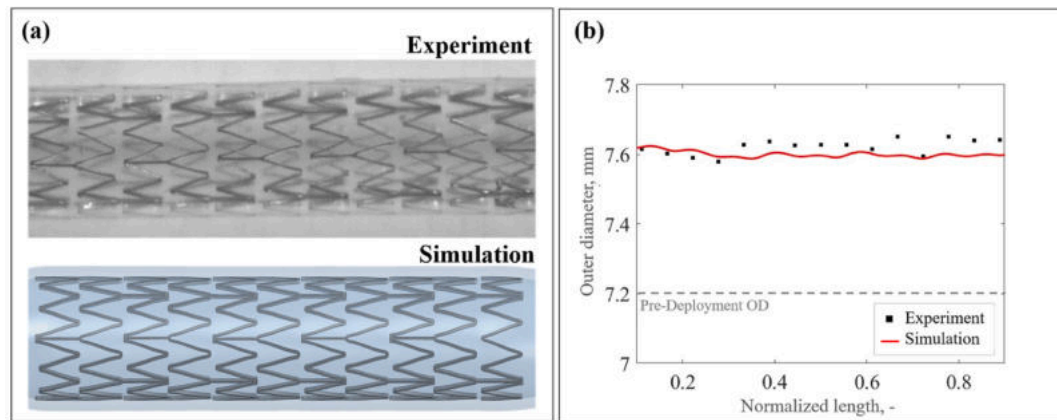 (a)
Experiment
Simulation
(b)
7.8
7.6
7.4
7.2
7
Outer diameter, mm
Pre-Deployment OD
Experiment
Simulation
0.2 0.4 0.6 0.8
Normalized length, -